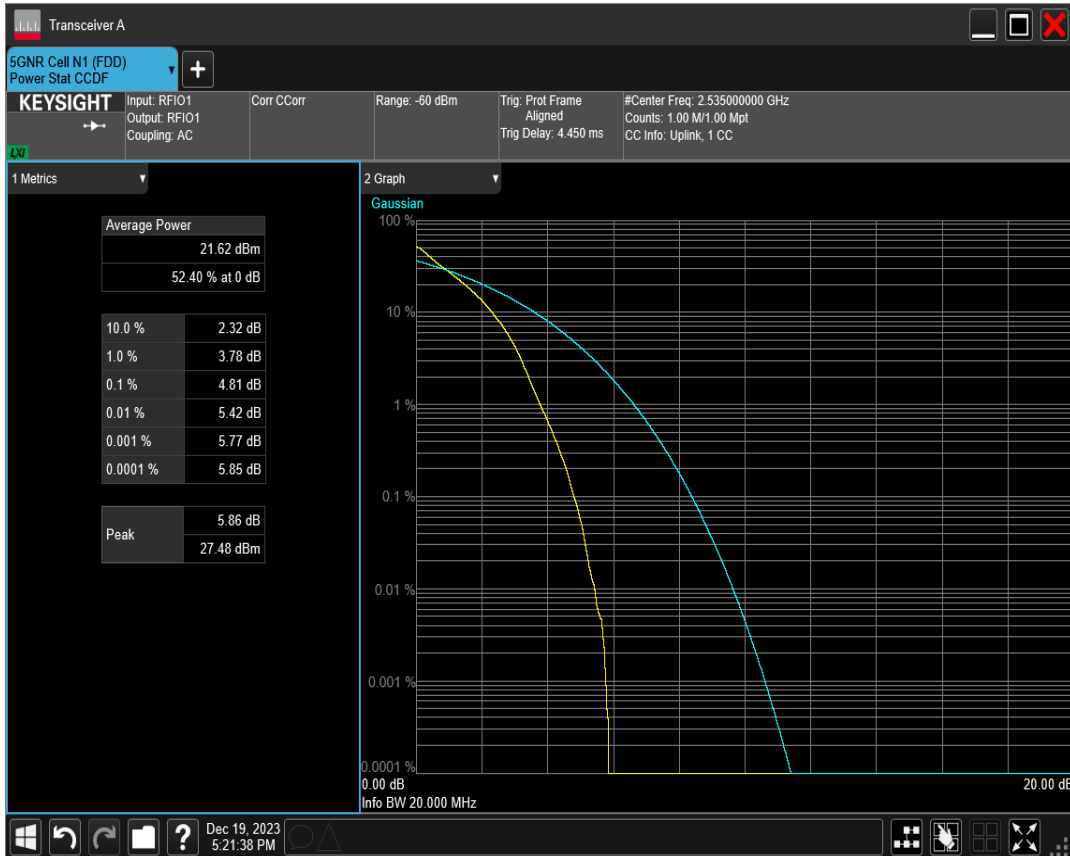 Transceiver A
5GNR Cell N1 (FDD)
Power Stat CCDF
+
KEYSIGHT
LXI
Input: RFIO1
Output: RFIO1
Coupling: AC
Corr CCorr
Range: -60 dBm
Trig: Prot Frame
Aligned
Trig Delay: 4.450 ms
#Center Freq: 2.535000000 GHz
Counts: 1.00 M/1.00 Mpt
CC Info: Uplink, 1 CC
1 Metrics
Average Power
21.62 dBm
52.40 % at 0 dB
10.0 % 2.32 dB
1.0 % 3.78 dB
0.1 % 4.81 dB
0.01 % 5.42 dB
0.001 % 5.77 dB
0.0001 % 5.85 dB
Peak
5.86 dB
27.48 dBm
2 Graph
Gaussian
100 %
10 %
1 %
0.1 %
0.01 %
0.001 %
0.0001 %
0.00 dB 20.00 dB
Info BW 20.000 MHz
?
Dec 19, 2023
5:21:38 PM